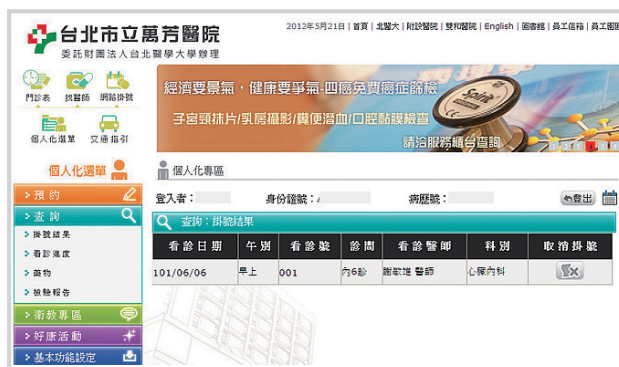 台北市立萬芳醫院
委託財團法人台北醫學大學辦理
2012年5月21日 | 首頁 | 北醫大 | 附設醫院 | 雙和醫院 | English | 圖書館 | 員工信箱 | 員工園
門診表 找醫師 網路掛號
個人化選單 交通指引
經濟要景氣，健康要爭氣-四癌免費癌症篩檢
子宮頸抹片/乳房攝影/糞便潛血/口腔黏膜檢查
請洽服務櫃台查詢
Spirit
個人化選單
個人化專區
預約
登入者： 身份證號： 病歷號： 登出
查詢
查詢：掛號結果
掛號結果
看診進度
藥物
檢驗報告
看診日期 午別 看診號 診間 看診醫師 科別 取消掛號
101/06/06 早上 001 內6診 謝敏雄 醫師 心臟內科
衛教專區
好康活動
基本功能設定